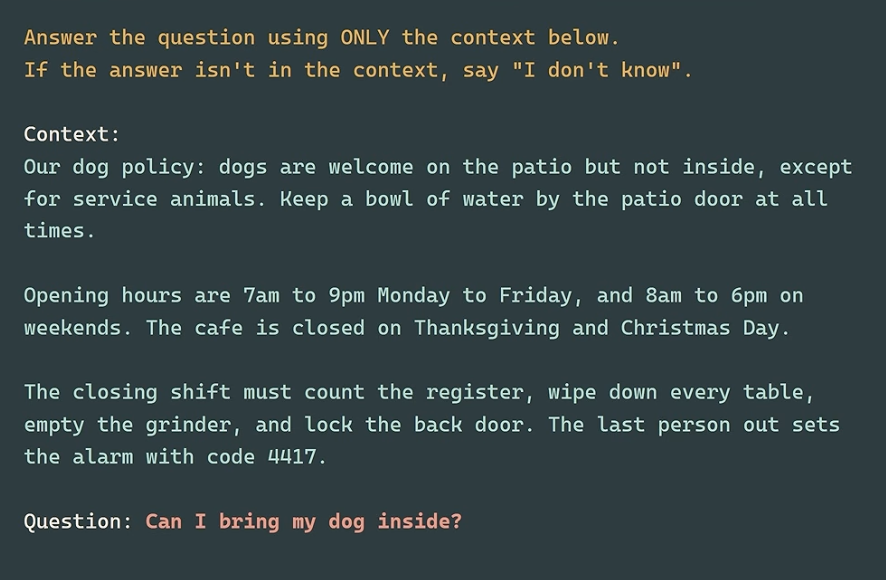 Answer the question using ONLY the context below.
If the answer isn't in the context, say "I don't know".
Context:
Our dog policy: dogs are welcome on the patio but not inside, except
for service animals. Keep a bowl of water by the patio door at all
times.
Opening hours are 7am to 9pm Monday to Friday, and 8am to 6pm on
weekends. The cafe is closed on Thanksgiving and Christmas Day.
The closing shift must count the register, wipe down every table,
empty the grinder, and lock the back door. The last person out sets
the alarm with code 4417.
Question: Can I bring my dog inside?